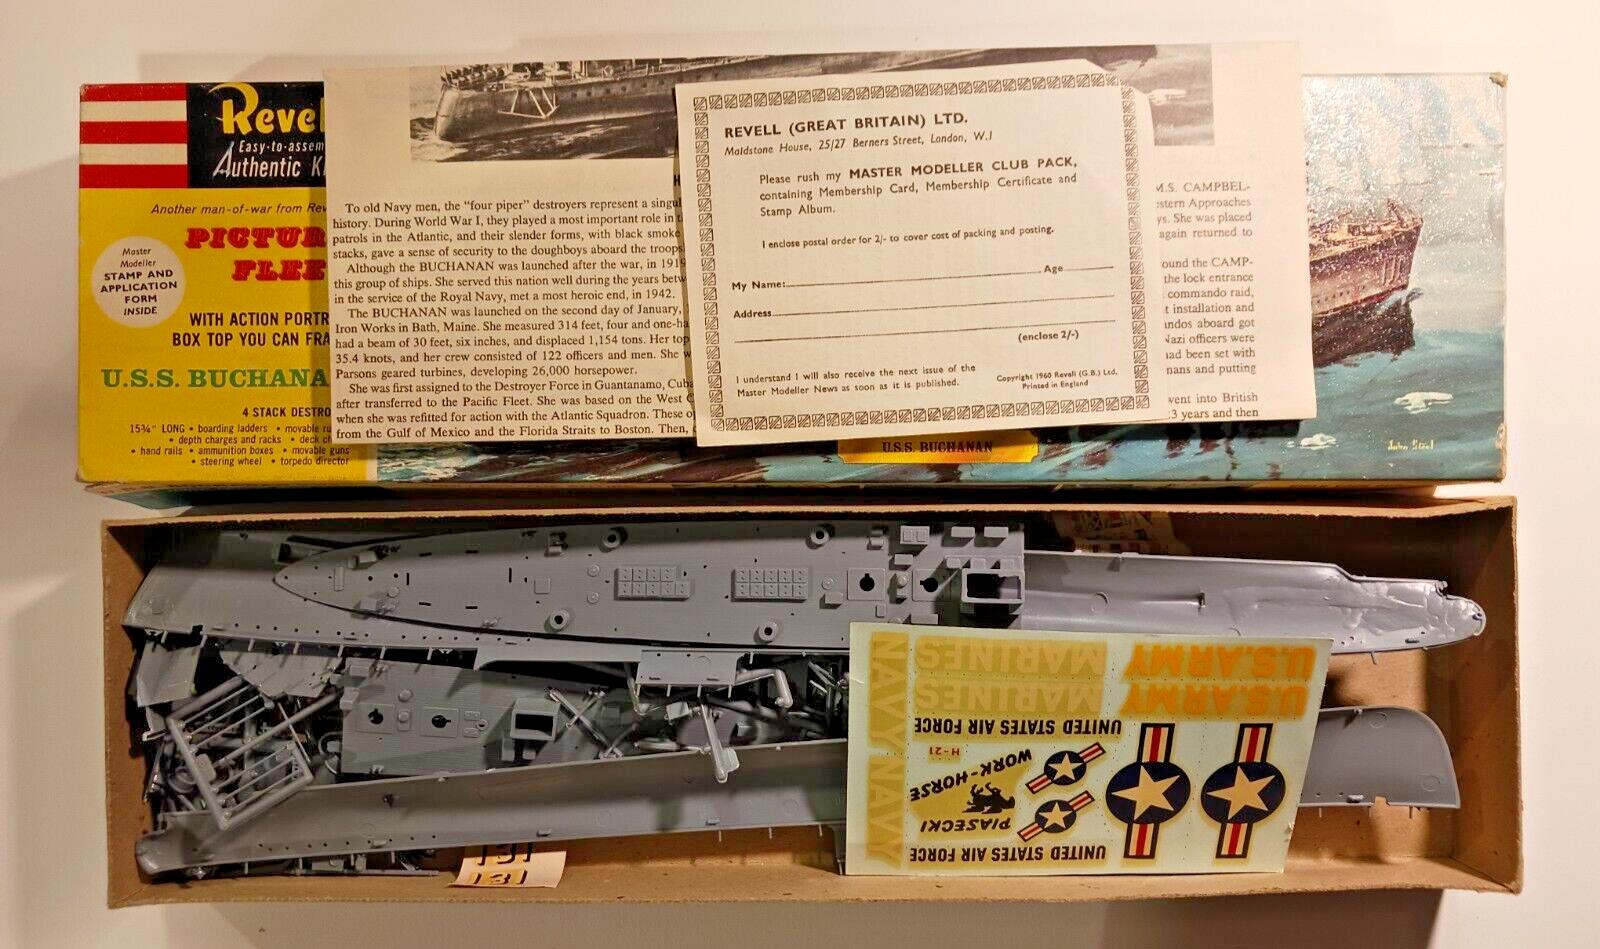 Revel
Easy-to-assem
Authentic K
Another man-of-war from Rev
PICTUR
FLEE
Master
Modeller
STAMP AND
APPLICATION
FORM
INSIDE
WITH ACTION PORTR
BOX TOP YOU CAN FRA
U.S.S. BUCHANA
4 STACK DESTRO
15¾" LONG • boarding ladders • movable ru
• depth charges and racks • deck ch
• hand rails • ammunition boxes • movable guns
• steering wheel • torpedo director
H
To old Navy men, the "four piper" destroyers represent a singul
history. During World War I, they played a most important role in t
patrols in the Atlantic, and their slender forms, with black smoke
stacks, gave a sense of security to the doughboys aboard the troops
Although the BUCHANAN was launched after the war, in 1919
this group of ships. She served this nation well during the years betw
in the service of the Royal Navy, met a most heroic end, in 1942.
The BUCHANAN was launched on the second day of January,
Iron Works in Bath, Maine. She measured 314 feet, four and one-ha
had a beam of 30 feet, six inches, and displaced 1,154 tons. Her top
35.4 knots, and her crew consisted of 122 officers and men. She w
Parsons geared turbines, developing 26,000 horsepower.
She was first assigned to the Destroyer Force in Guantanamo, Cuba
after transferred to the Pacific Fleet. She was based on the West C
when she was refitted for action with the Atlantic Squadron. These o
from the Gulf of Mexico and the Florida Straits to Boston. Then,
REVELL (GREAT BRITAIN) LTD.
Maidstone House, 25/27 Berners Street, London, W.1
Please rush my MASTER MODELLER CLUB PACK,
containing Membership Card, Membership Certificate and
Stamp Album.
I enclose postal order for 2/- to cover cost of packing and posting.
My Name: Age
Address
(enclose 2/-)
I understand I will also receive the next issue of
Master Modeller News as soon as it is published.
Copyright 1960 Revell (G.B.) Ltd.
Printed in England
M.S. CAMPBEL-
estern Approaches
ys. She was placed
again returned to
ound the CAMP-
the lock entrance
commando raid,
t installation and
ndos aboard got
Nazi officers were
had been set with
mans and putting
went into British
3 years and then
U.S.S. BUCHANAN
John Steel
NAVY NAVY
MARINES
MARINES
U.S. ARMY
U.S. ARMY
UNITED STATES AIR FORCE
H-21
WORK-HORSE
PIASECKI
UNITED STATES AIR FORCE
131
131